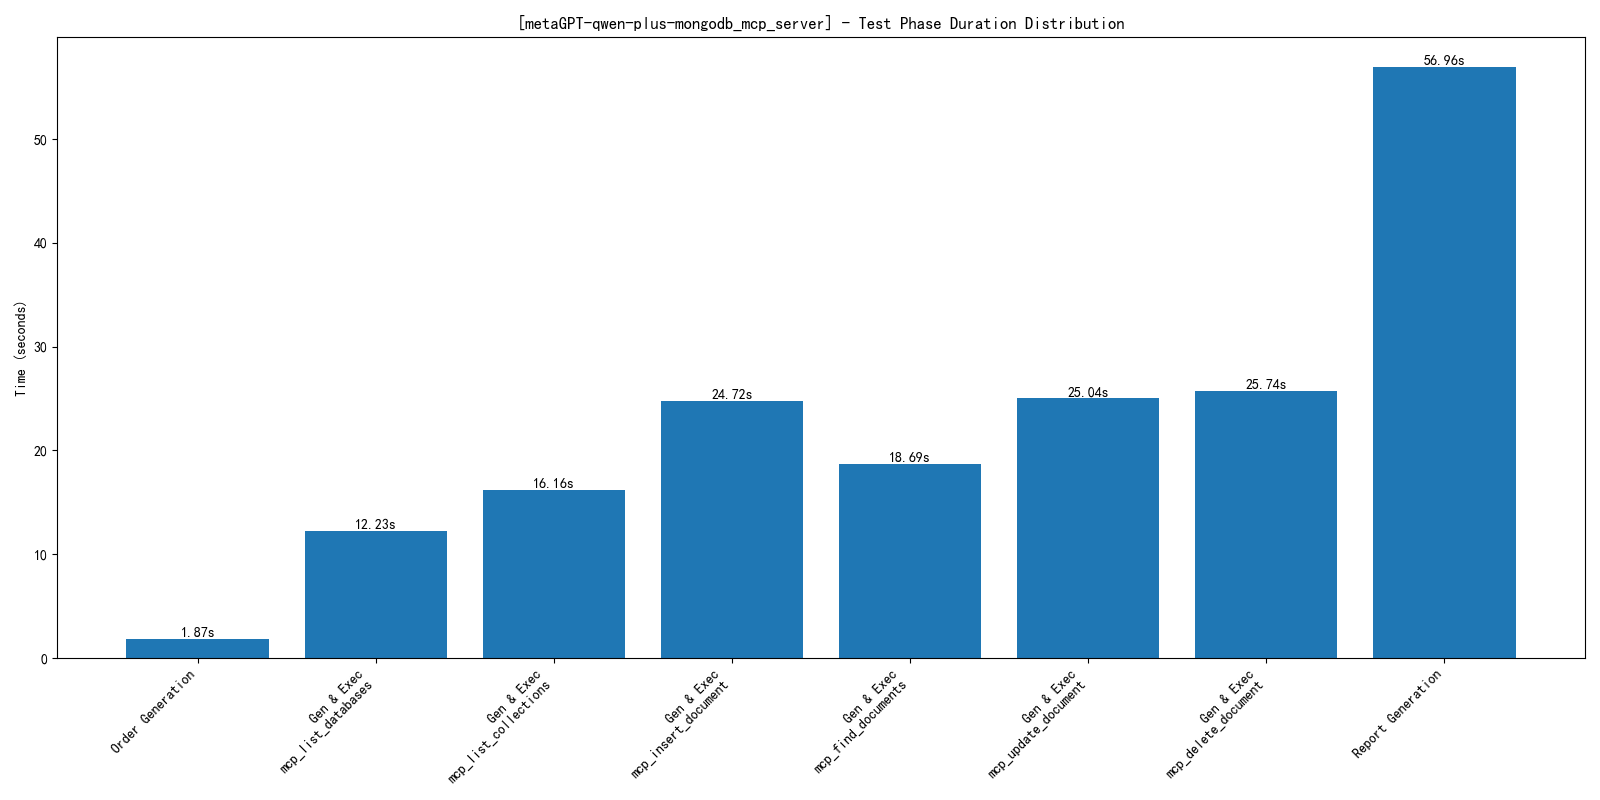 [metaGPT-qwen-plus-mongodb_mcp_server] - Test Phase Duration Distribution
Time (seconds)
50
40
30
20
10
0
1.87s
12.23s
16.16s
24.72s
18.69s
25.04s
25.74s
56.96s
Order Generation
Gen & Exec
mcp_list_databases
Gen & Exec
mcp_list_collections
Gen & Exec
mcp_insert_document
Gen & Exec
mcp_find_documents
Gen & Exec
mcp_update_document
Gen & Exec
mcp_delete_document
Report Generation